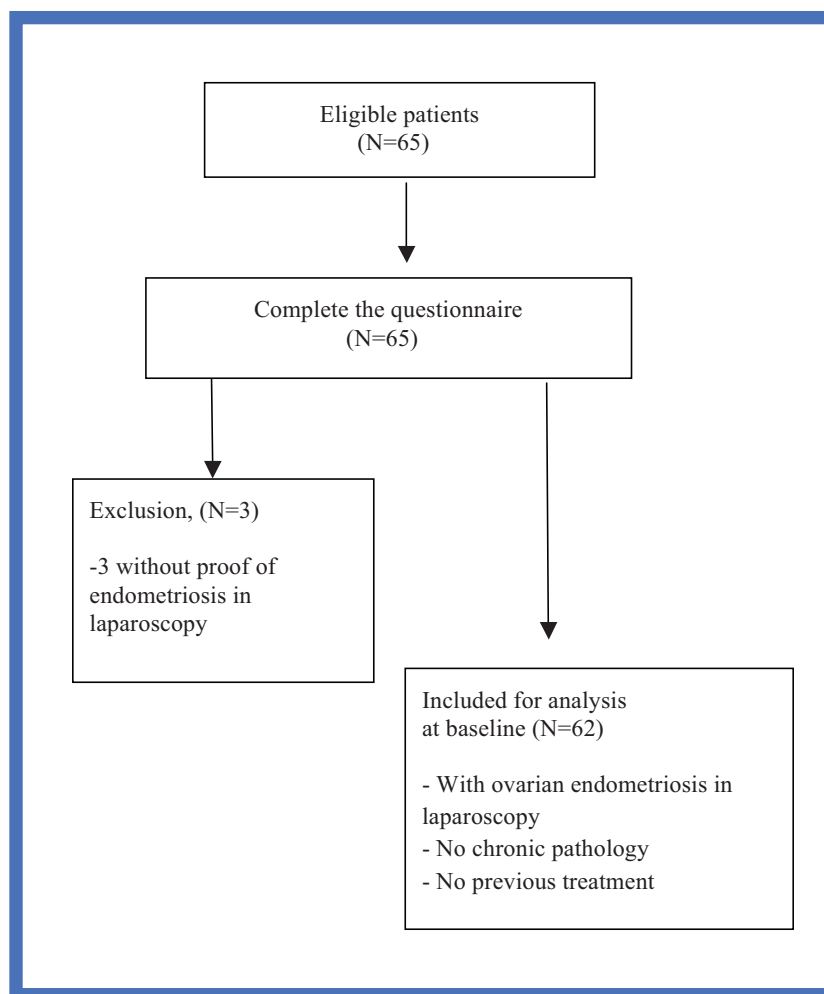 Eligible patients
(N=65)
Complete the questionnaire
(N=65)
Exclusion, (N=3)
-3 without proof of
endometriosis in
laparoscopy
Included for analysis
at baseline (N=62)
- With ovarian endometriosis in
laparoscopy
- No chronic pathology
- No previous treatment